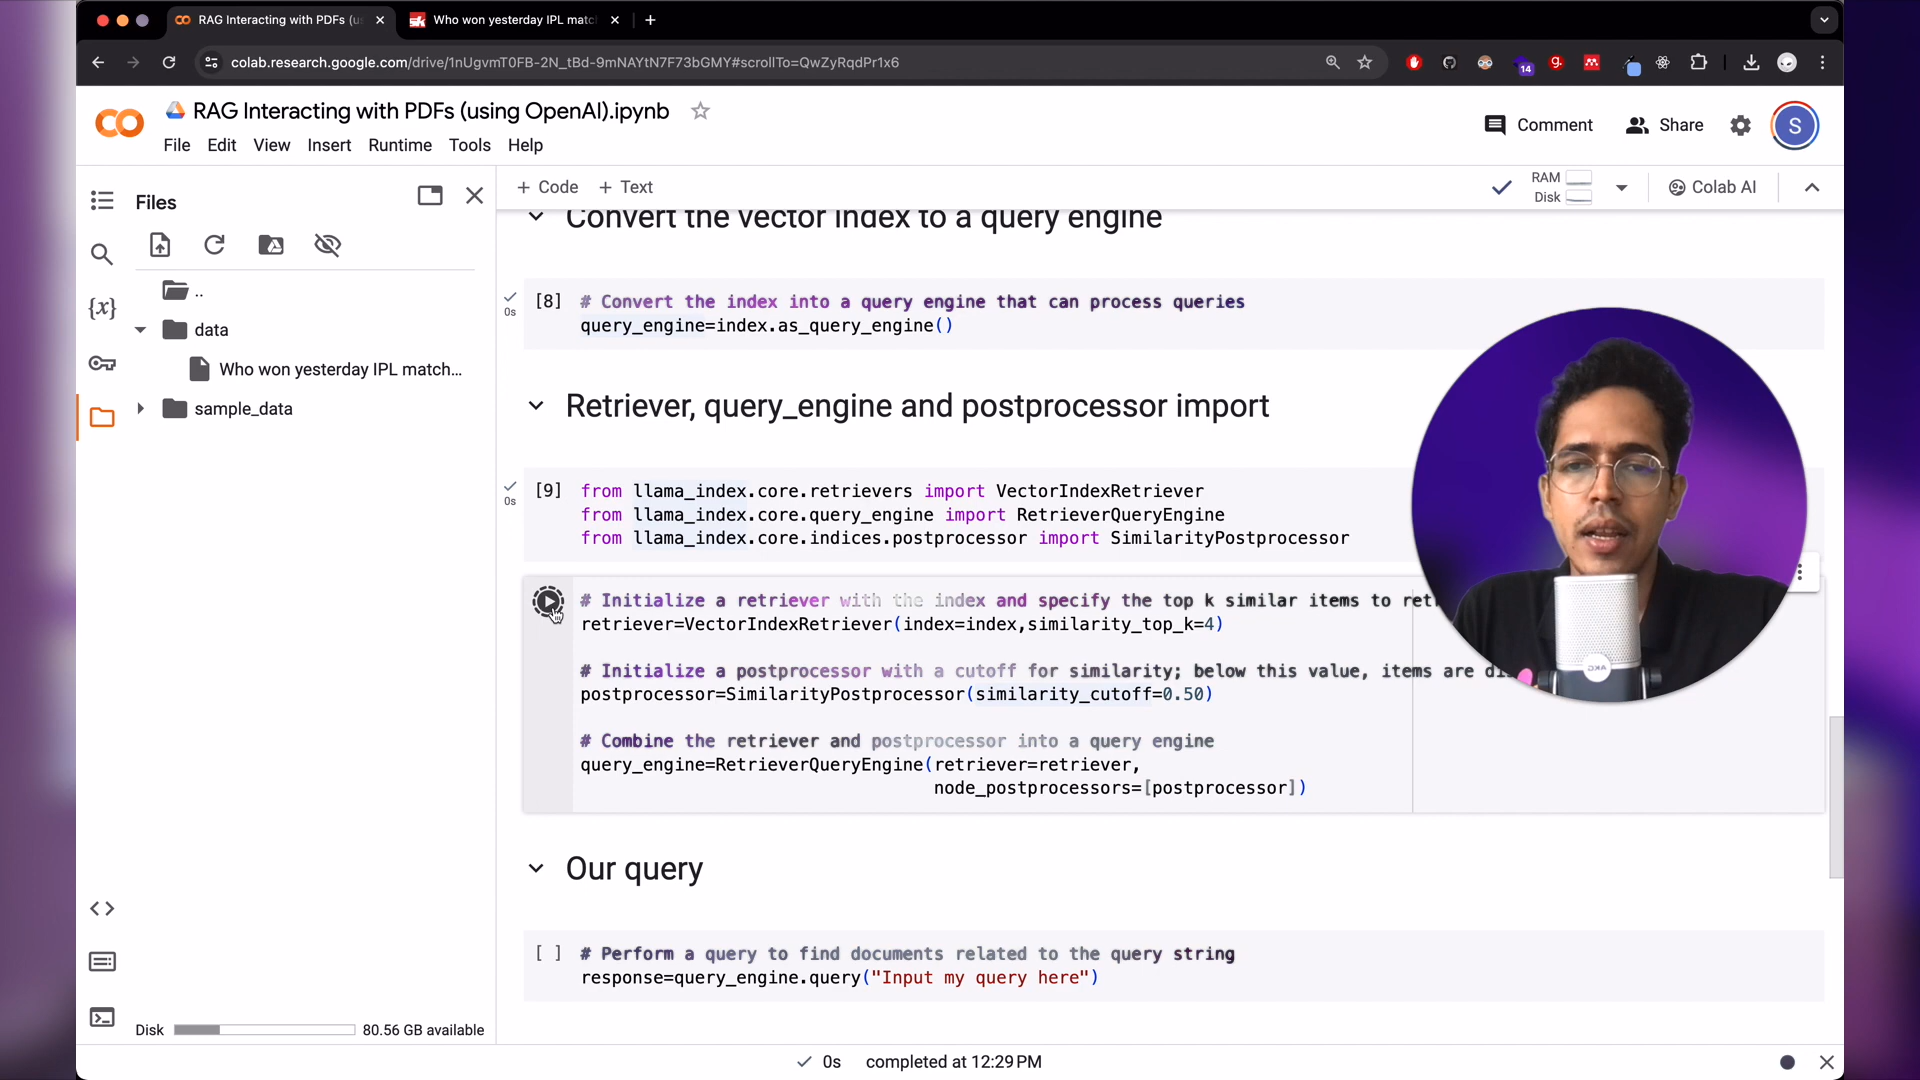 RAG Interacting with PDFs (u
Who won yesterday IPL matc
colab.research.google.com/drive/1nUgvmT0FB-2N_tBd-9mNAYtN7F73bGMY#scrollTo=QwZyRqdPr1x6
14
RAG Interacting with PDFs (using OpenAI).ipynb
File Edit View Insert Runtime Tools Help
Comment
Share
S
Files
+ Code + Text
RAM
Disk
Colab AI
..
data
Who won yesterday IPL match...
sample_data
Disk
80.56 GB available
Convert the vector index to a query engine
[8]
0s
# Convert the index into a query engine that can process queries
query_engine=index.as_query_engine()
Retriever, query_engine and postprocessor import
[9]
0s
from llama_index.core.retrievers import VectorIndexRetriever
from llama_index.core.query_engine import RetrieverQueryEngine
from llama_index.core.indices.postprocessor import SimilarityPostprocessor
# Initialize a retriever with the index and specify the top k similar items to ret
retriever=VectorIndexRetriever(index=index,similarity_top_k=4)
# Initialize a postprocessor with a cutoff for similarity; below this value, items are di
postprocessor=SimilarityPostprocessor(similarity_cutoff=0.50)
# Combine the retriever and postprocessor into a query engine
query_engine=RetrieverQueryEngine(retriever=retriever,
node_postprocessors=[postprocessor])
Our query
[ ]
# Perform a query to find documents related to the query string
response=query_engine.query("Input my query here")
0s completed at 12:29 PM
AKG